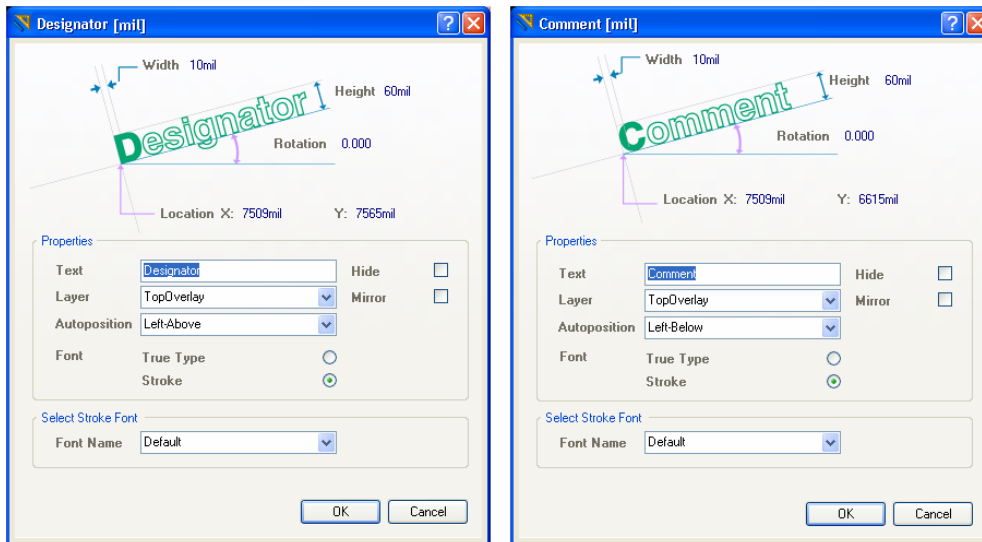 Designator [mil]
Width 10mil
Height 60mil
Designator
Rotation 0.000
Location X: 7509mil Y: 7565mil
Properties
Text Designator Hide
Layer TopOverlay Mirror
Autoposition Left-Above
Font True Type
Stroke
Select Stroke Font
Font Name Default
OK Cancel
Comment [mil]
Width 10mil
Height 60mil
Comment
Rotation 0.000
Location X: 7509mil Y: 6615mil
Properties
Text Comment Hide
Layer TopOverlay Mirror
Autoposition Left-Below
Font True Type
Stroke
Select Stroke Font
Font Name Default
OK Cancel